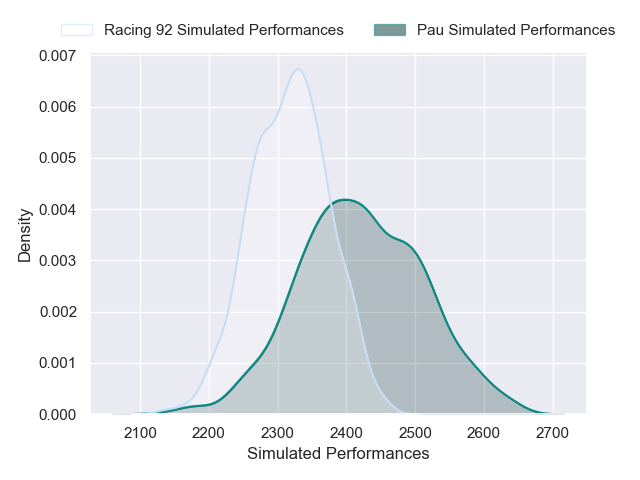 Racing 92 Simulated Performances Pau Simulated Performances
0.007
0.006
0.005
0.004
0.003
0.002
0.001
0.000
Density
2100 2200 2300 2400 2500 2600 2700
Simulated Performances